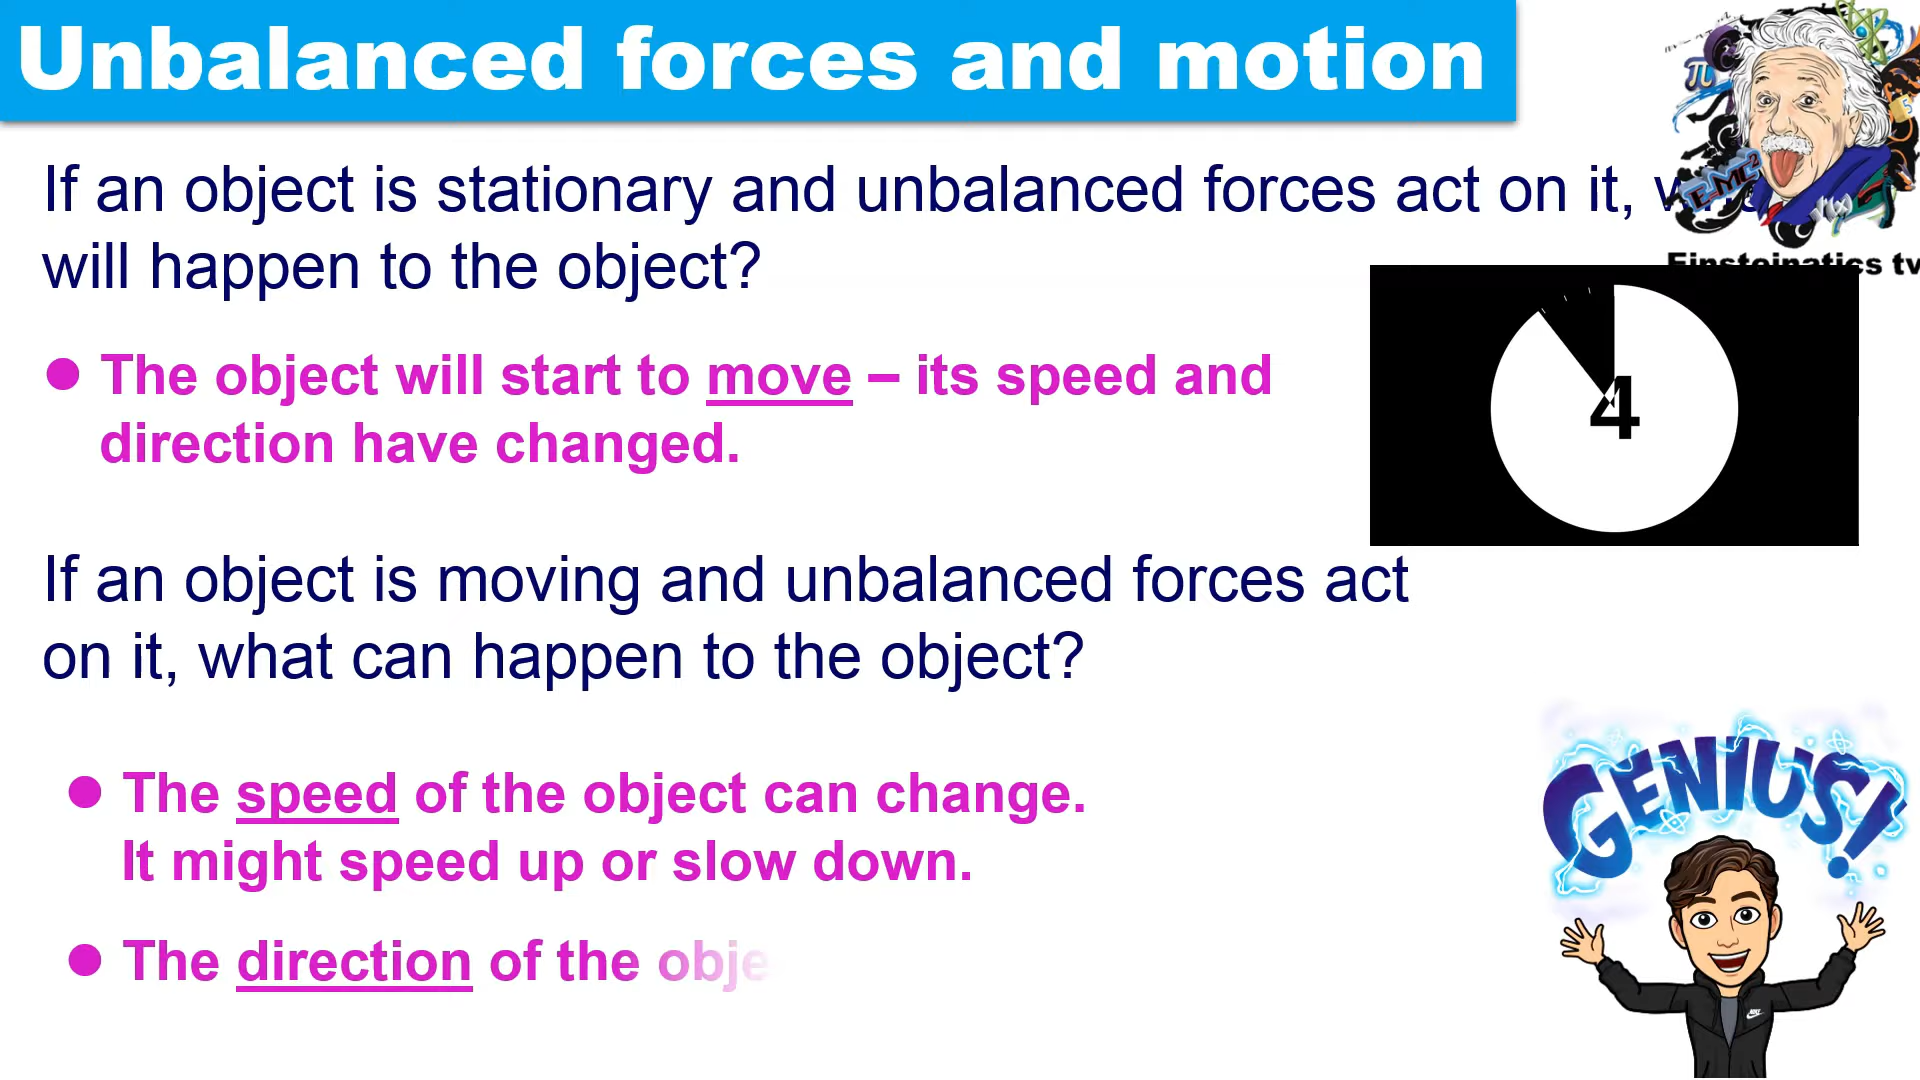 Unbalanced forces and motion
If an object is stationary and unbalanced forces act on it,
will happen to the object?
Einsteinatics tv
● The object will start to move – its speed and
direction have changed.
4
If an object is moving and unbalanced forces act
on it, what can happen to the object?
● The speed of the object can change.
It might speed up or slow down.
● The direction of the obje
GENIUS!